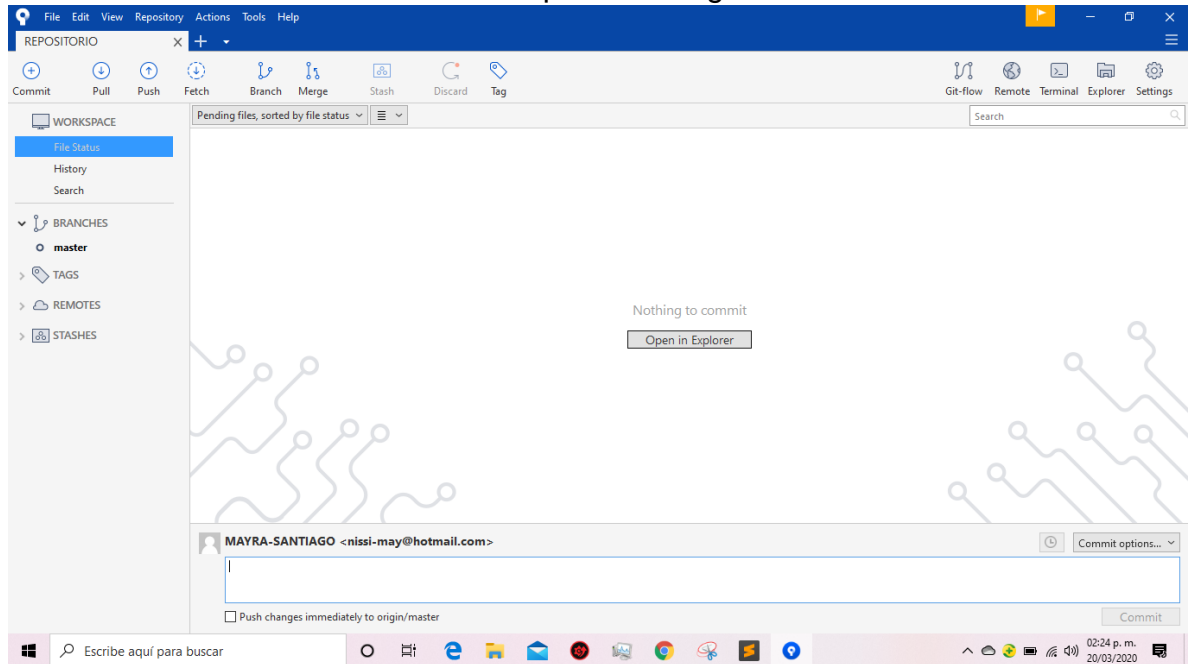 File Edit View Repository Actions Tools Help
REPOSITORIO
Commit Pull Push Fetch Branch Merge Stash Discard Tag Git-flow Remote Terminal Explorer Settings
WORKSPACE
File Status
History
Search
BRANCHES
master
TAGS
REMOTES
STASHES
Pending files, sorted by file status
Search
Nothing to commit
Open in Explorer
MAYRA-SANTIAGO <nissi-may@hotmail.com>
Commit options...
Push changes immediately to origin/master
Commit
Escribe aquí para buscar
02:24 p. m.
20/03/2020